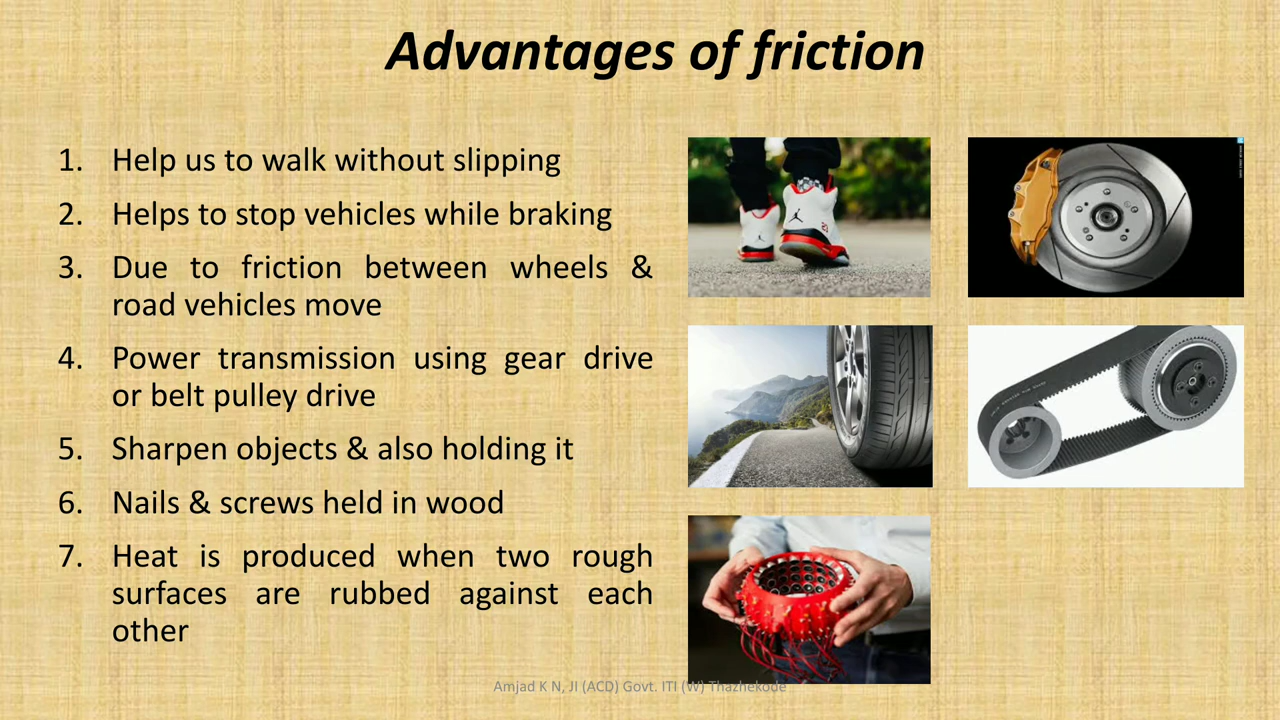 Advantages of friction
1. Help us to walk without slipping
2. Helps to stop vehicles while braking
3. Due to friction between wheels &
road vehicles move
4. Power transmission using gear drive
or belt pulley drive
5. Sharpen objects & also holding it
6. Nails & screws held in wood
7. Heat is produced when two rough
surfaces are rubbed against each
other
Amjad K N, JI (ACD) Govt. ITI (W) Thazhekode